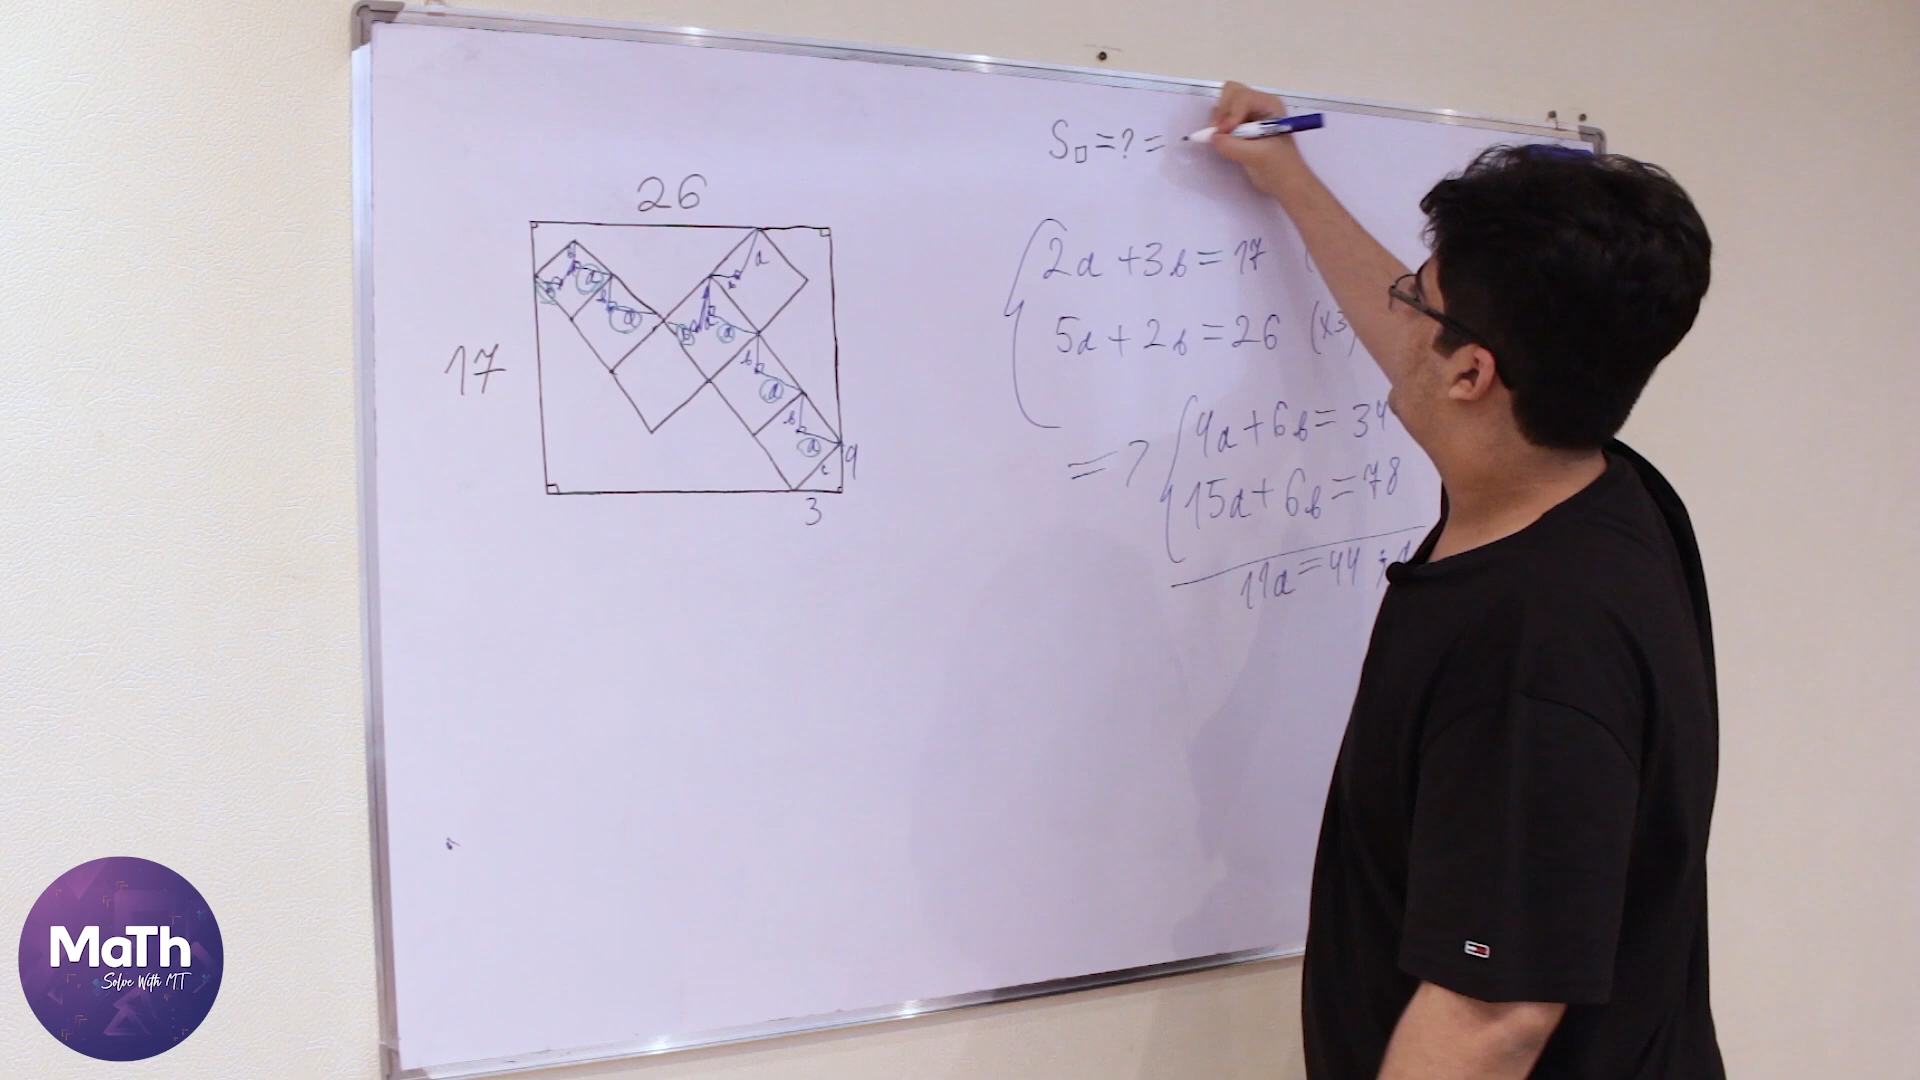 S□=?=
26
2a+3b=17
5a+2b=26 (x3)
17
=> 4a+6b=34
15a+6b=78
11a=44
4
3
a
b
c
MaTh
Solve With MT